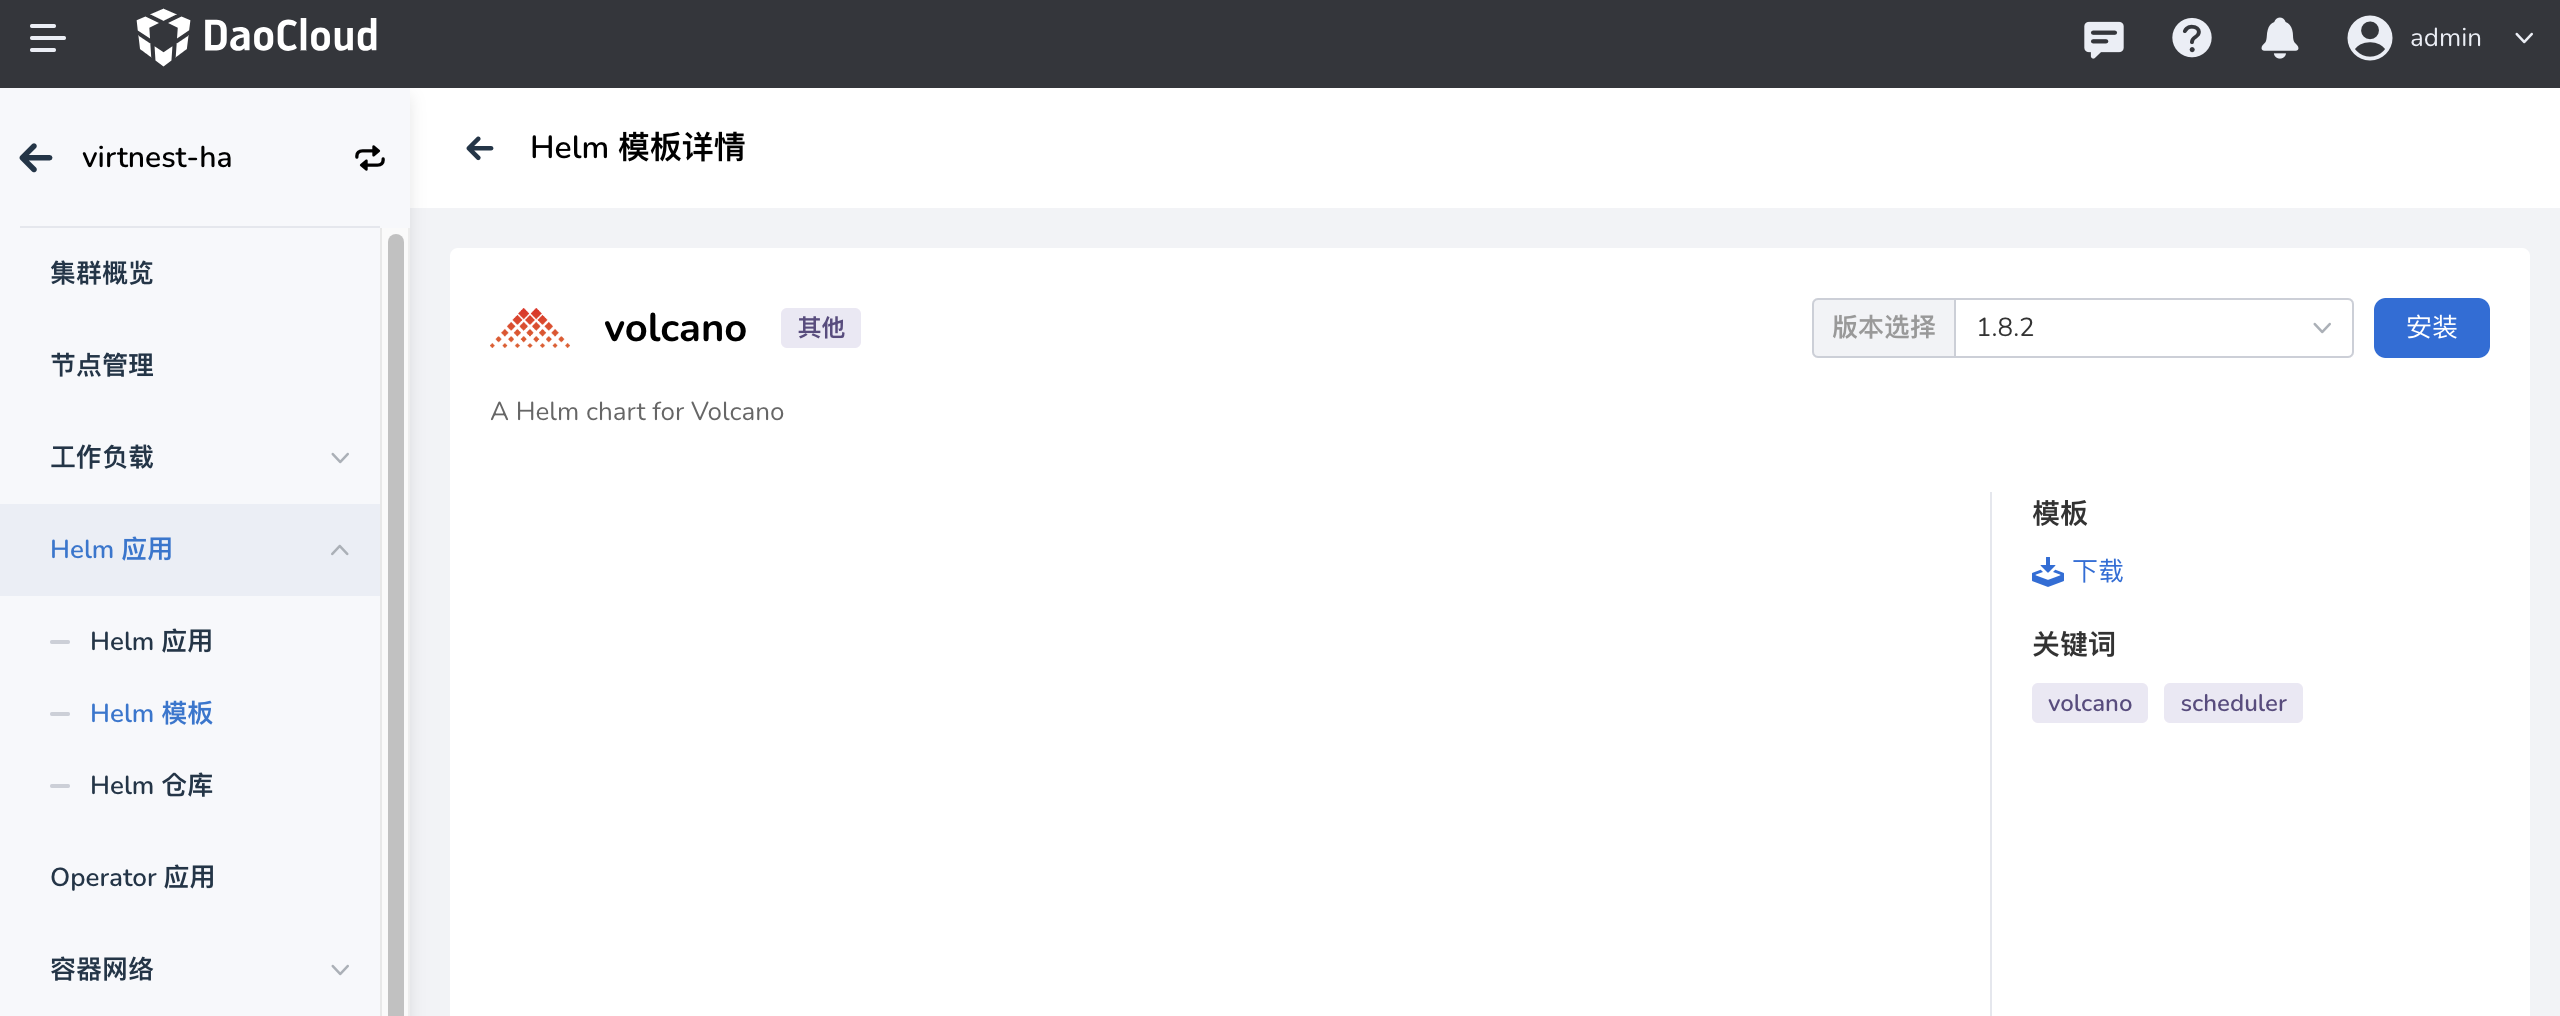 DaoCloud
admin
virtnest-ha
集群概览
节点管理
工作负载
Helm 应用
Helm 应用
Helm 模板
Helm 仓库
Operator 应用
容器网络
Helm 模板详情
volcano
其他
版本选择
1.8.2
安装
A Helm chart for Volcano
模板
下载
关键词
volcano
scheduler